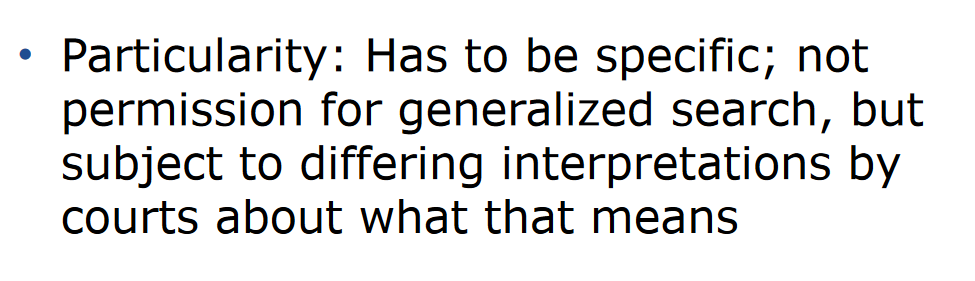 • Particularity: Has to be specific; not
permission for generalized search, but
subject to differing interpretations by
courts about what that means